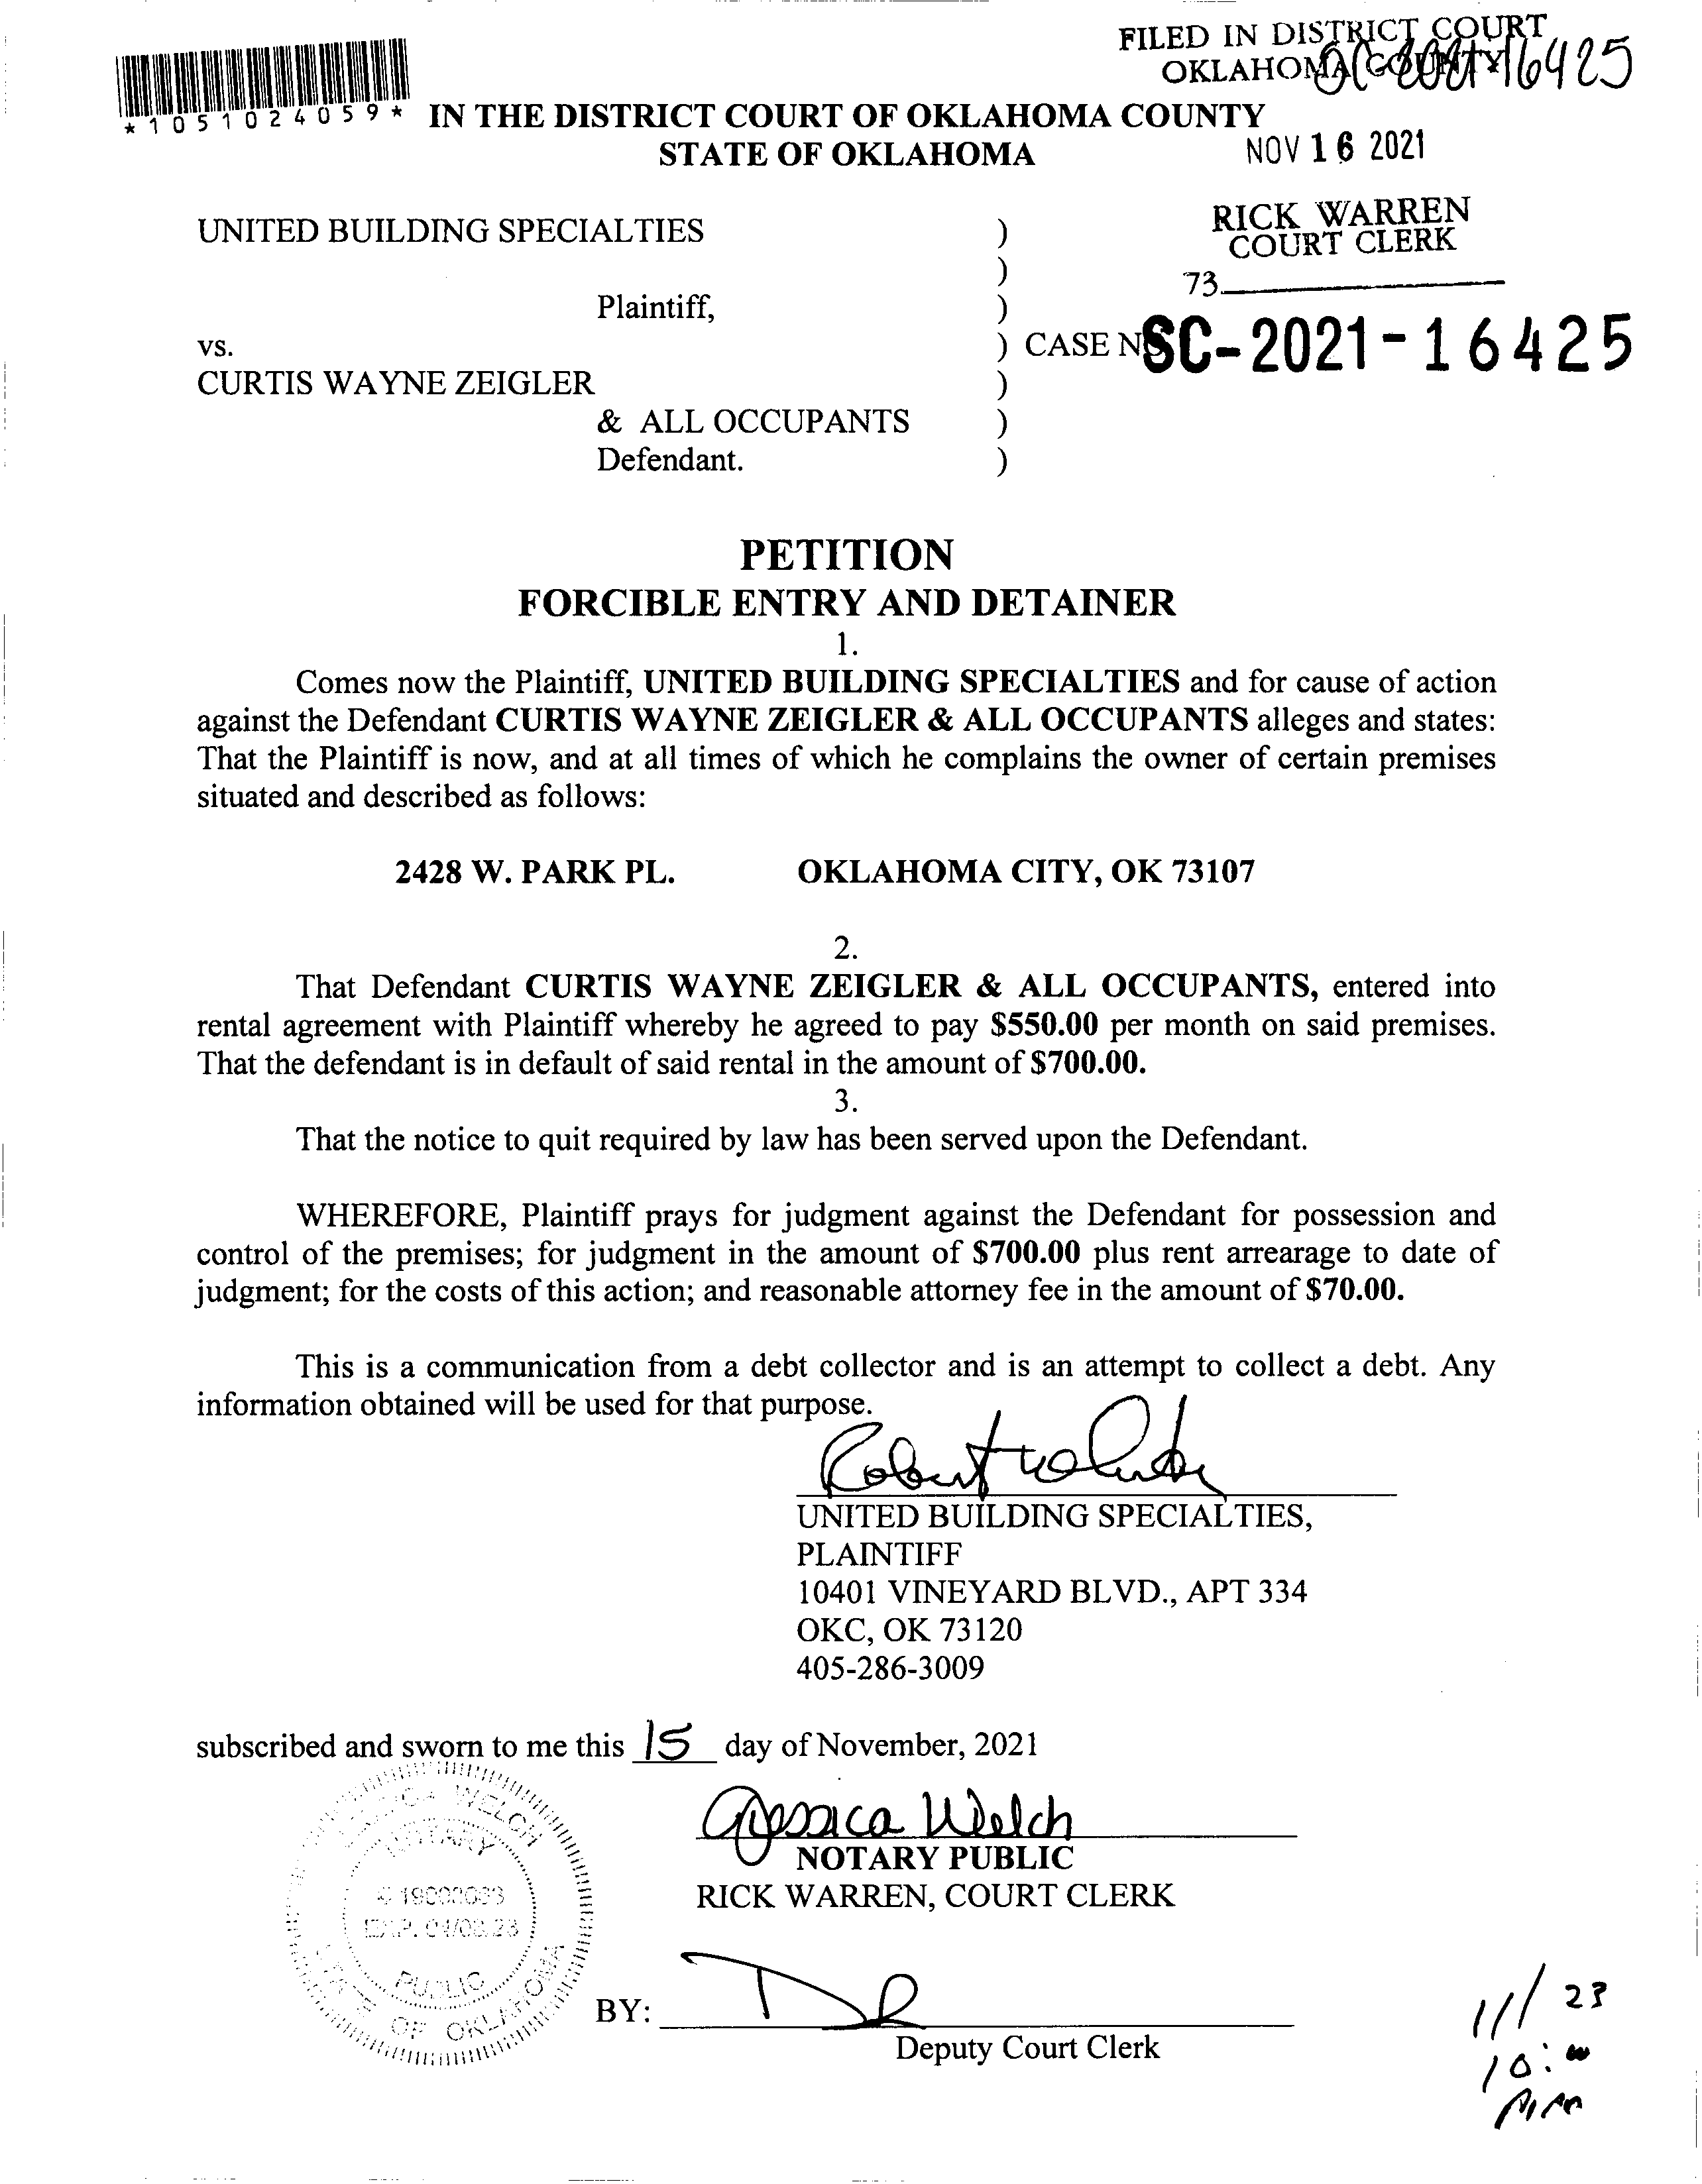 FILED IN DISTRICT COURT
OKLAHOMA COUNTY
SC-2021-16425
*1051024059*
IN THE DISTRICT COURT OF OKLAHOMA COUNTY
STATE OF OKLAHOMA
NOV 16 2021
RICK WARREN
COURT CLERK
73
UNITED BUILDING SPECIALTIES )
)
Plaintiff, )
vs. ) CASE NO SC-2021-16425
CURTIS WAYNE ZEIGLER )
& ALL OCCUPANTS )
Defendant. )
PETITION
FORCIBLE ENTRY AND DETAINER
1.
Comes now the Plaintiff, UNITED BUILDING SPECIALTIES and for cause of action
against the Defendant CURTIS WAYNE ZEIGLER & ALL OCCUPANTS alleges and states:
That the Plaintiff is now, and at all times of which he complains the owner of certain premises
situated and described as follows:
2428 W. PARK PL. OKLAHOMA CITY, OK 73107
2.
That Defendant CURTIS WAYNE ZEIGLER & ALL OCCUPANTS, entered into
rental agreement with Plaintiff whereby he agreed to pay $550.00 per month on said premises.
That the defendant is in default of said rental in the amount of $700.00.
3.
That the notice to quit required by law has been served upon the Defendant.
WHEREFORE, Plaintiff prays for judgment against the Defendant for possession and
control of the premises; for judgment in the amount of $700.00 plus rent arrearage to date of
judgment; for the costs of this action; and reasonable attorney fee in the amount of $70.00.
This is a communication from a debt collector and is an attempt to collect a debt. Any
information obtained will be used for that purpose.
Robert
UNITED BUILDING SPECIALTIES,
PLAINTIFF
10401 VINEYARD BLVD., APT 334
OKC, OK 73120
405-286-3009
subscribed and sworn to me this 15 day of November, 2021
Jessica Welch
NOTARY PUBLIC
RICK WARREN, COURT CLERK
WELCH
NOTARY
EXP. 04/08/23
PUBLIC
STATE OF OKLAHOMA
BY:
Deputy Court Clerk
11/23
10:00
AM